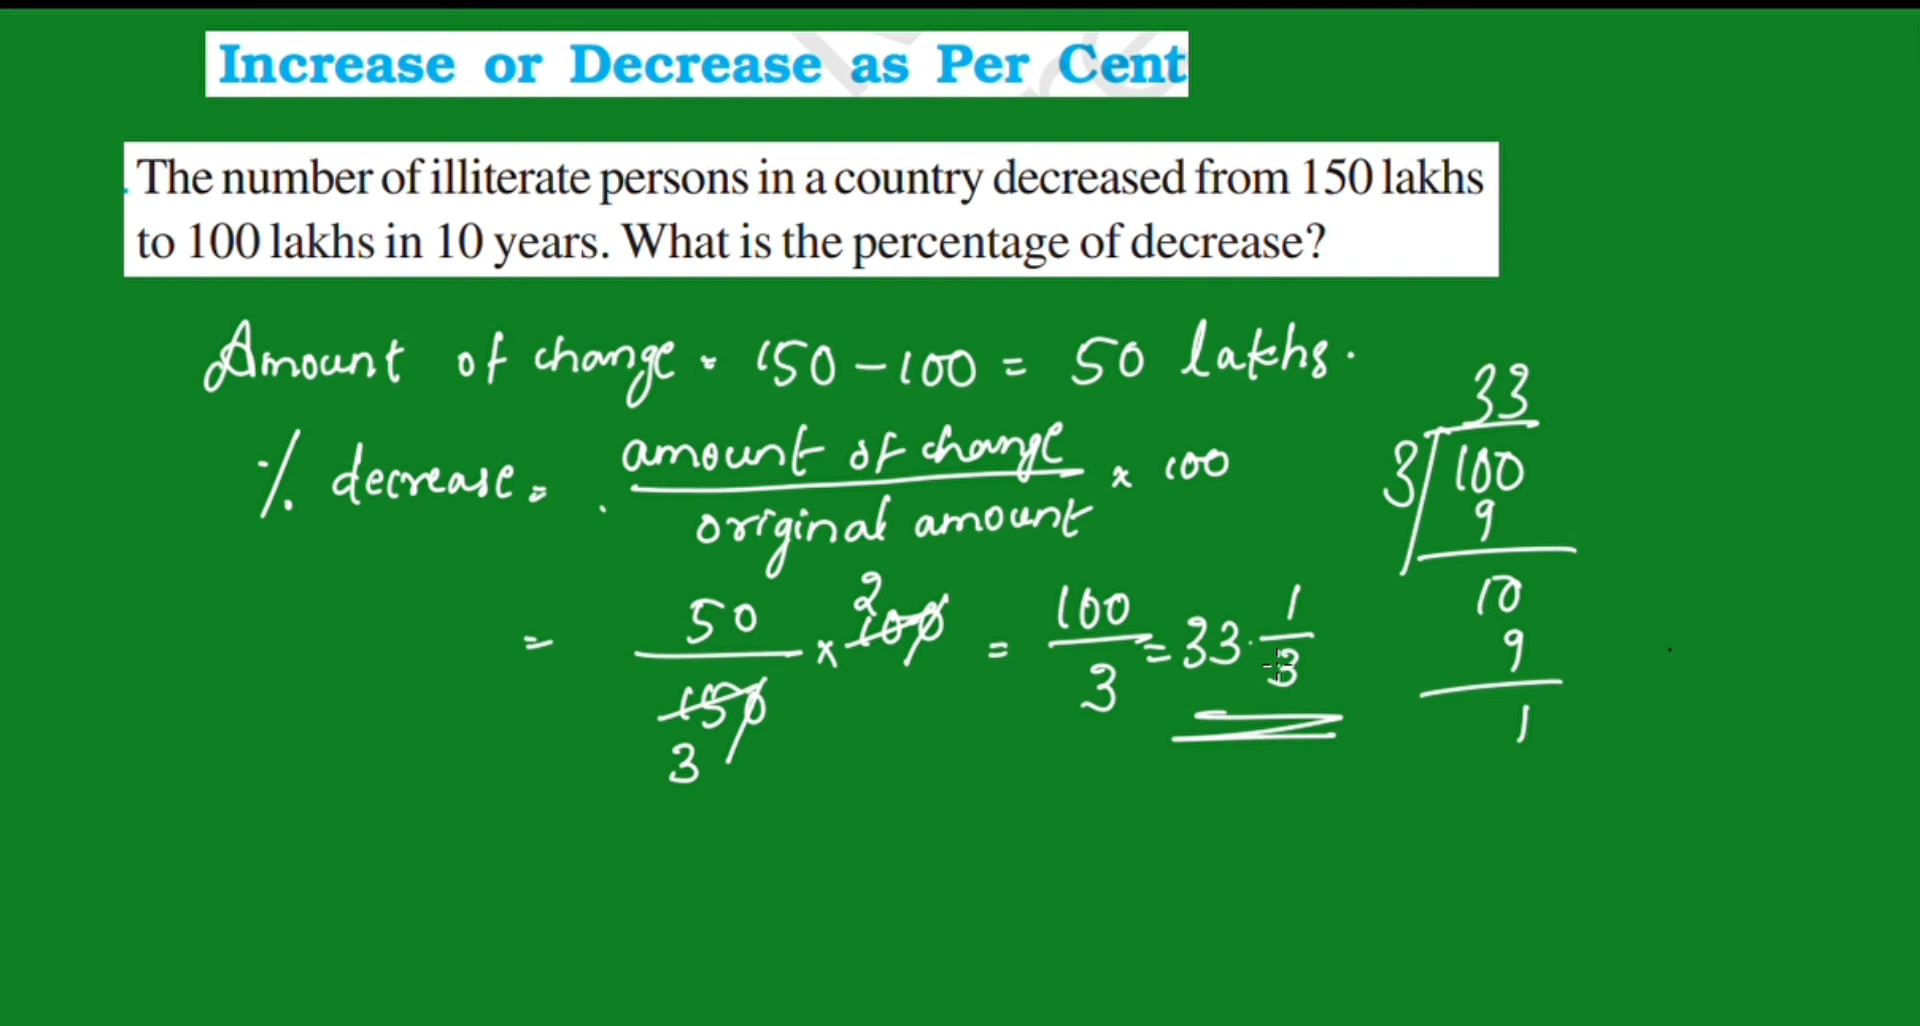 Increase or Decrease as Per Cent
The number of illiterate persons in a country decreased from 150 lakhs
to 100 lakhs in 10 years. What is the percentage of decrease?
Amount of change = 150 - 100 = 50 lakhs.
% decrease = amount of change / original amount × 100
= 50 / 150 × 100 = 100 / 3 = 33 1/3
3
2
33
3 100
9
10
9
1